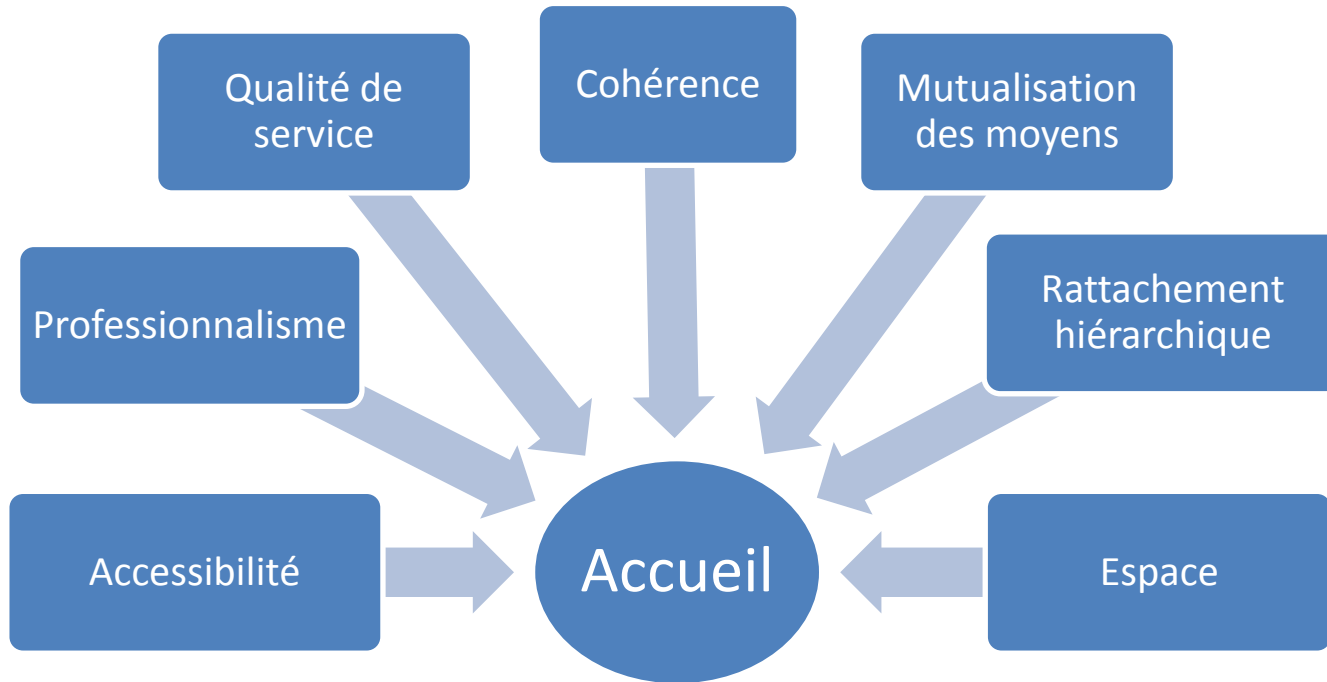 Qualité de
service
Cohérence
Mutualisation
des moyens
Professionnalisme
Rattachement
hiérarchique
Accessibilité
Accueil
Espace